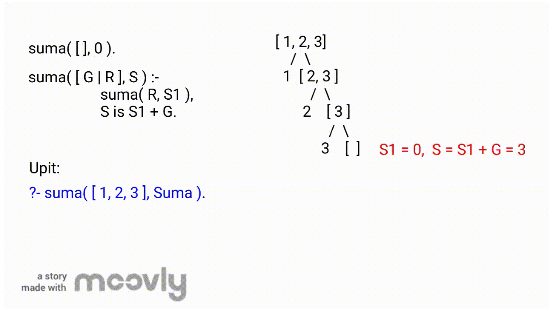 suma( [ ], 0 ).
suma( [ G | R ], S ) :-
suma( R, S1 ),
S is S1 + G.
Upit:
?- suma( [ 1, 2, 3 ], Suma ).
[ 1, 2, 3]
/ \
1 [ 2, 3 ]
/ \
2 [ 3 ]
/ \
3 [ ] S1 = 0, S = S1 + G = 3
a story
made with moovly